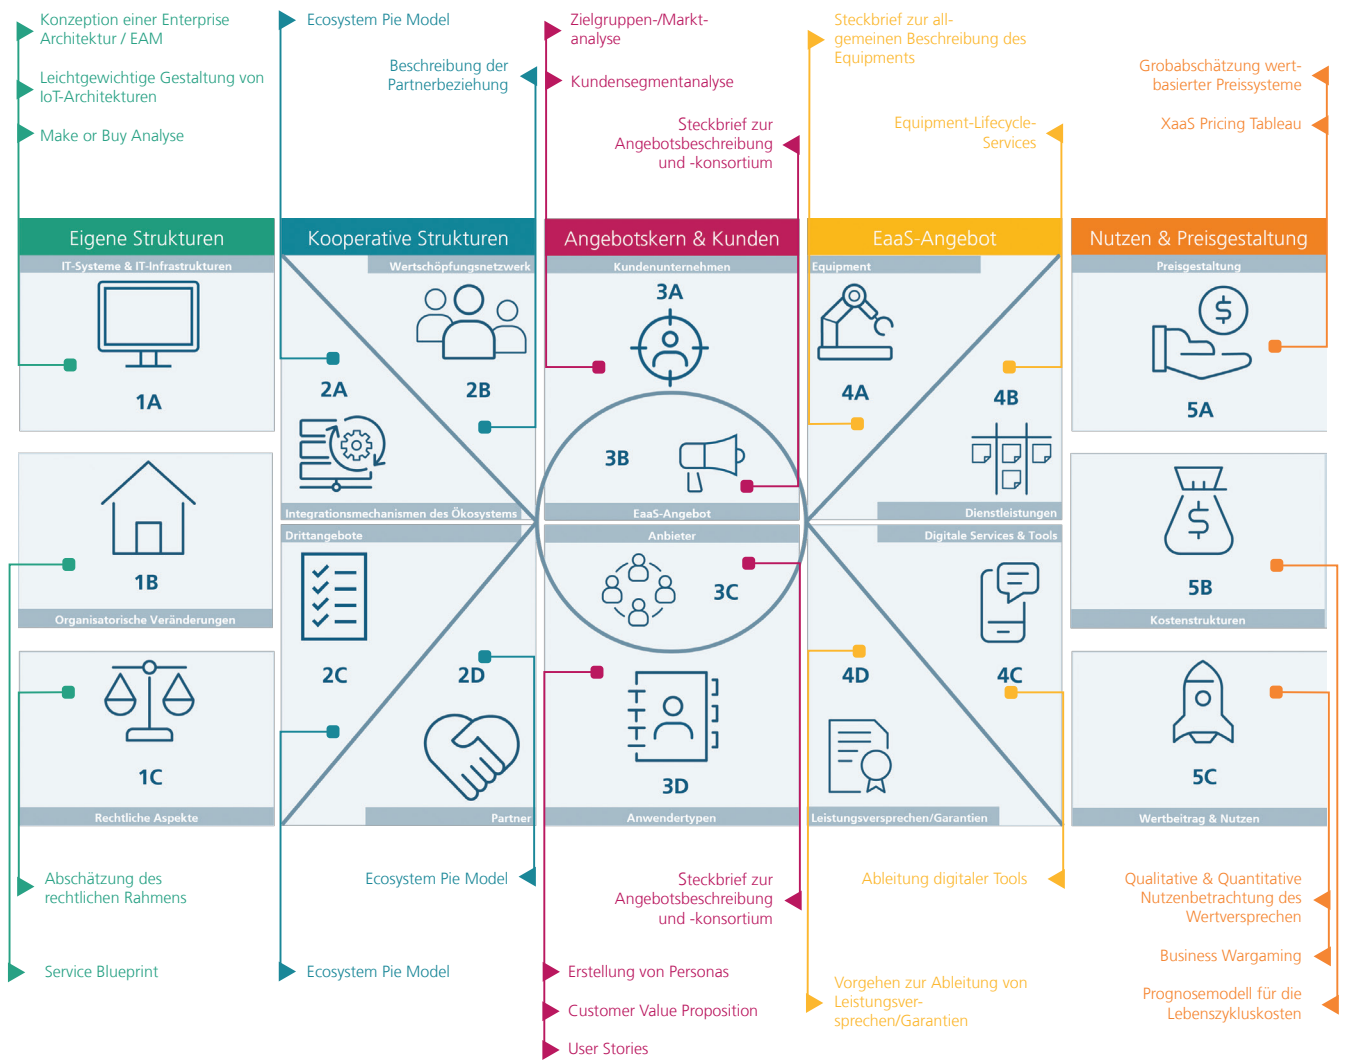 Konzeption einer Enterprise
Architektur / EAM
Leichtgewichtige Gestaltung von
IoT-Architekturen
Make or Buy Analyse
Ecosystem Pie Model
Beschreibung der
Partnerbeziehung
Zielgruppen-/Markt-
analyse
Kundensegmentanalyse
Steckbrief zur
Angebotsbeschreibung
und -konsortium
Steckbrief zur all-
gemeinen Beschreibung des
Equipments
Equipment-Lifecycle-
Services
Grobabschätzung wert-
basierter Preissysteme
XaaS Pricing Tableau
Eigene Strukturen
IT-Systeme & IT-Infrastrukturen
1A
1B
Organisatorische Veränderungen
1C
Rechtliche Aspekte
Kooperative Strukturen
Wertschöpfungsnetzwerk
2A
2B
Integrationsmechanismen des Ökosystems
Drittangebote
2C
2D
Partner
Angebotskern & Kunden
Kundenunternehmen
3A
3B
EaaS-Angebot
Anbieter
3C
3D
Anwendertypen
EaaS-Angebot
Equipment
4A
4B
Dienstleistungen
Digitale Services & Tools
4D
4C
Leistungsversprechen/Garantien
Nutzen & Preisgestaltung
Preisgestaltung
$
5A
$
5B
Kostenstrukturen
5C
Wertbeitrag & Nutzen
Abschätzung des
rechtlichen Rahmens
Service Blueprint
Ecosystem Pie Model
Ecosystem Pie Model
Steckbrief zur
Angebotsbeschreibung
und -konsortium
Erstellung von Personas
Customer Value Proposition
User Stories
Ableitung digitaler Tools
Vorgehen zur Ableitung von
Leistungsver-
sprechen/Garantien
Qualitative & Quantitative
Nutzenbetrachtung des
Wertversprechen
Business Wargaming
Prognosemodell für die
Lebenszykluskosten